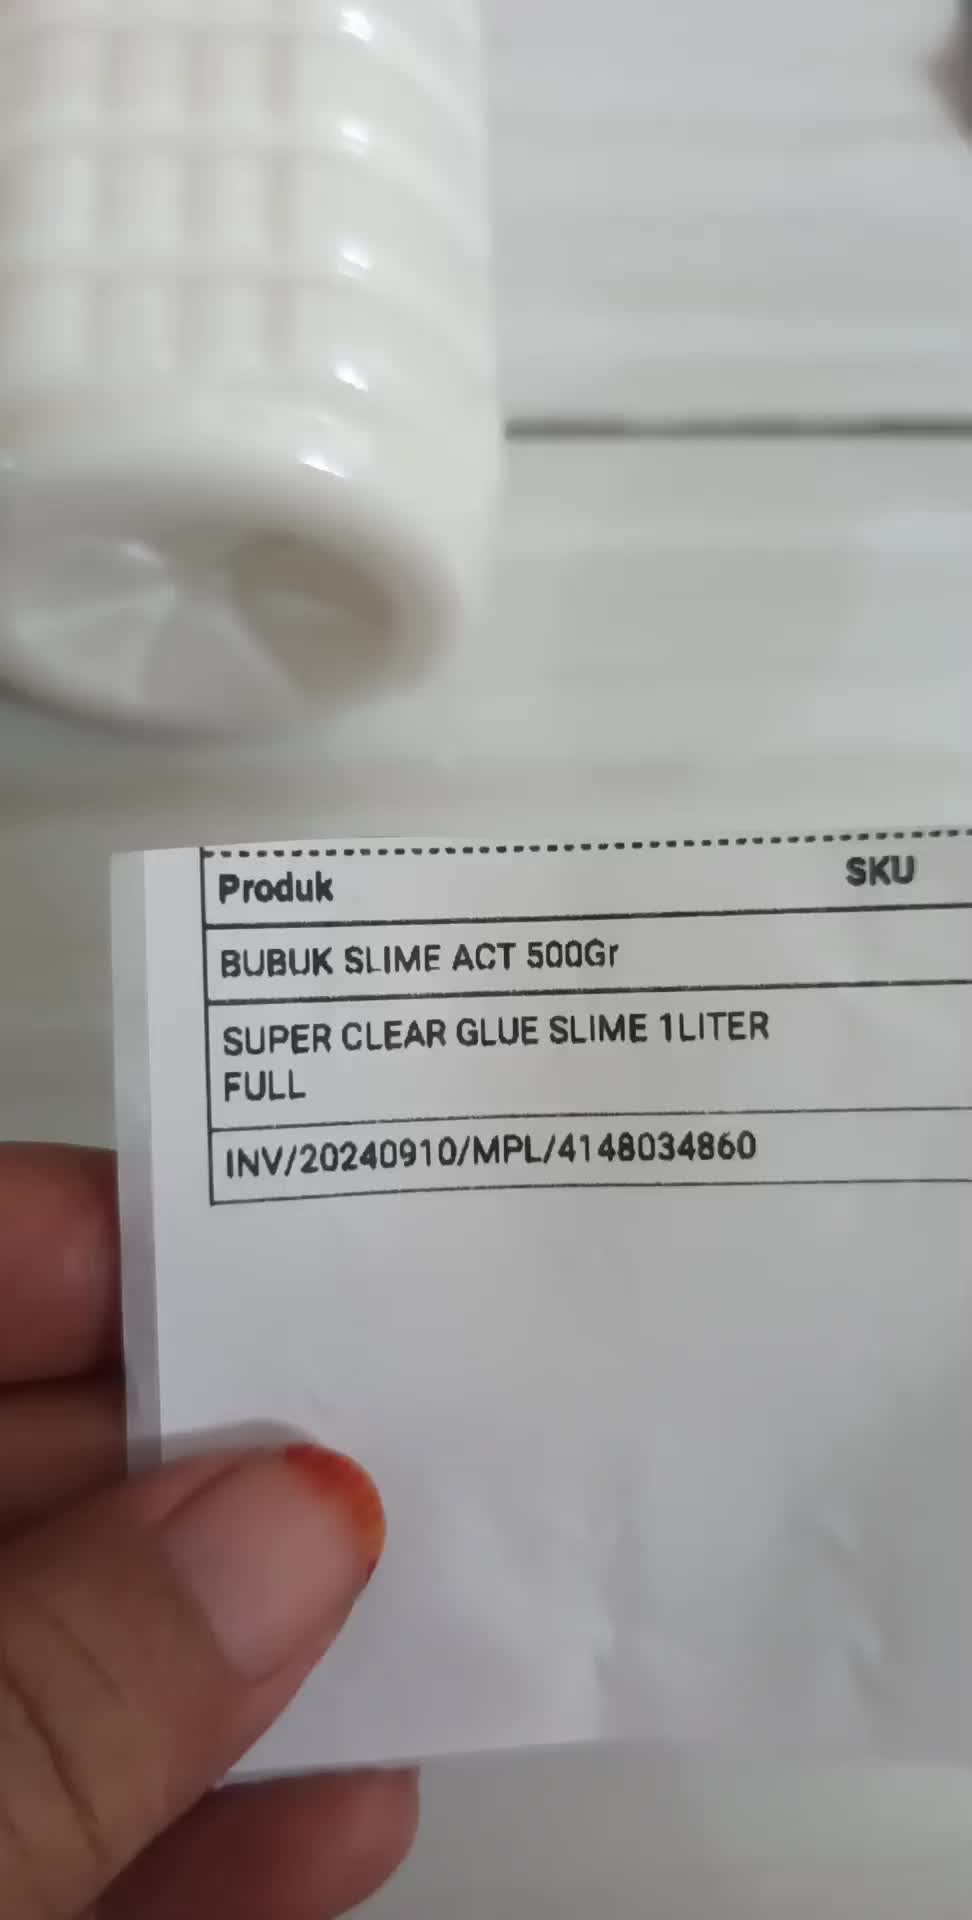 Produk SKU
BUBUK SLIME ACT 500Gr
SUPER CLEAR GLUE SLIME 1LITER
FULL
INV/20240910/MPL/4148034860